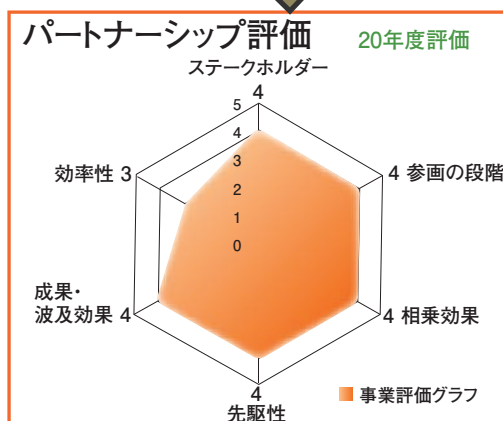 パートナーシップ評価 20年度評価
ステークホルダー
4
5
4
3
2
1
0
効率性 3
4 参画の段階
成果・
波及効果 4
4 相乗効果
4
先駆性
事業評価グラフ